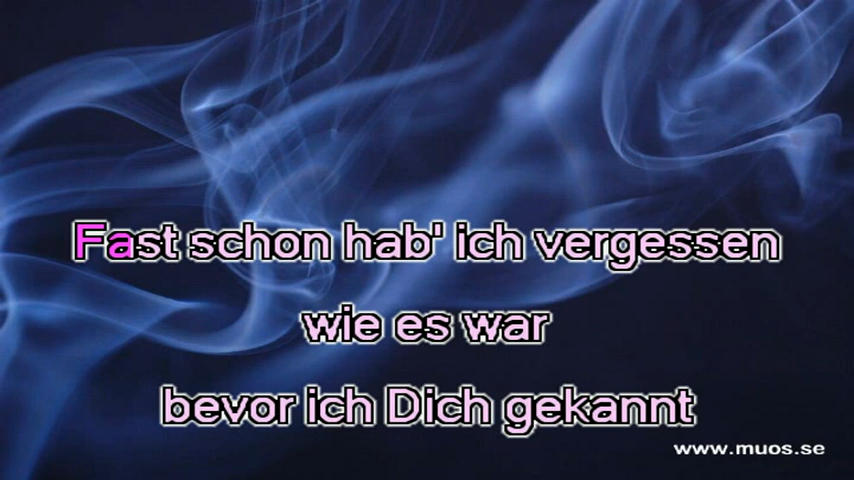 Fast schon hab' ich vergessen
wie es war
bevor ich Dich gekannt
www.muos.se